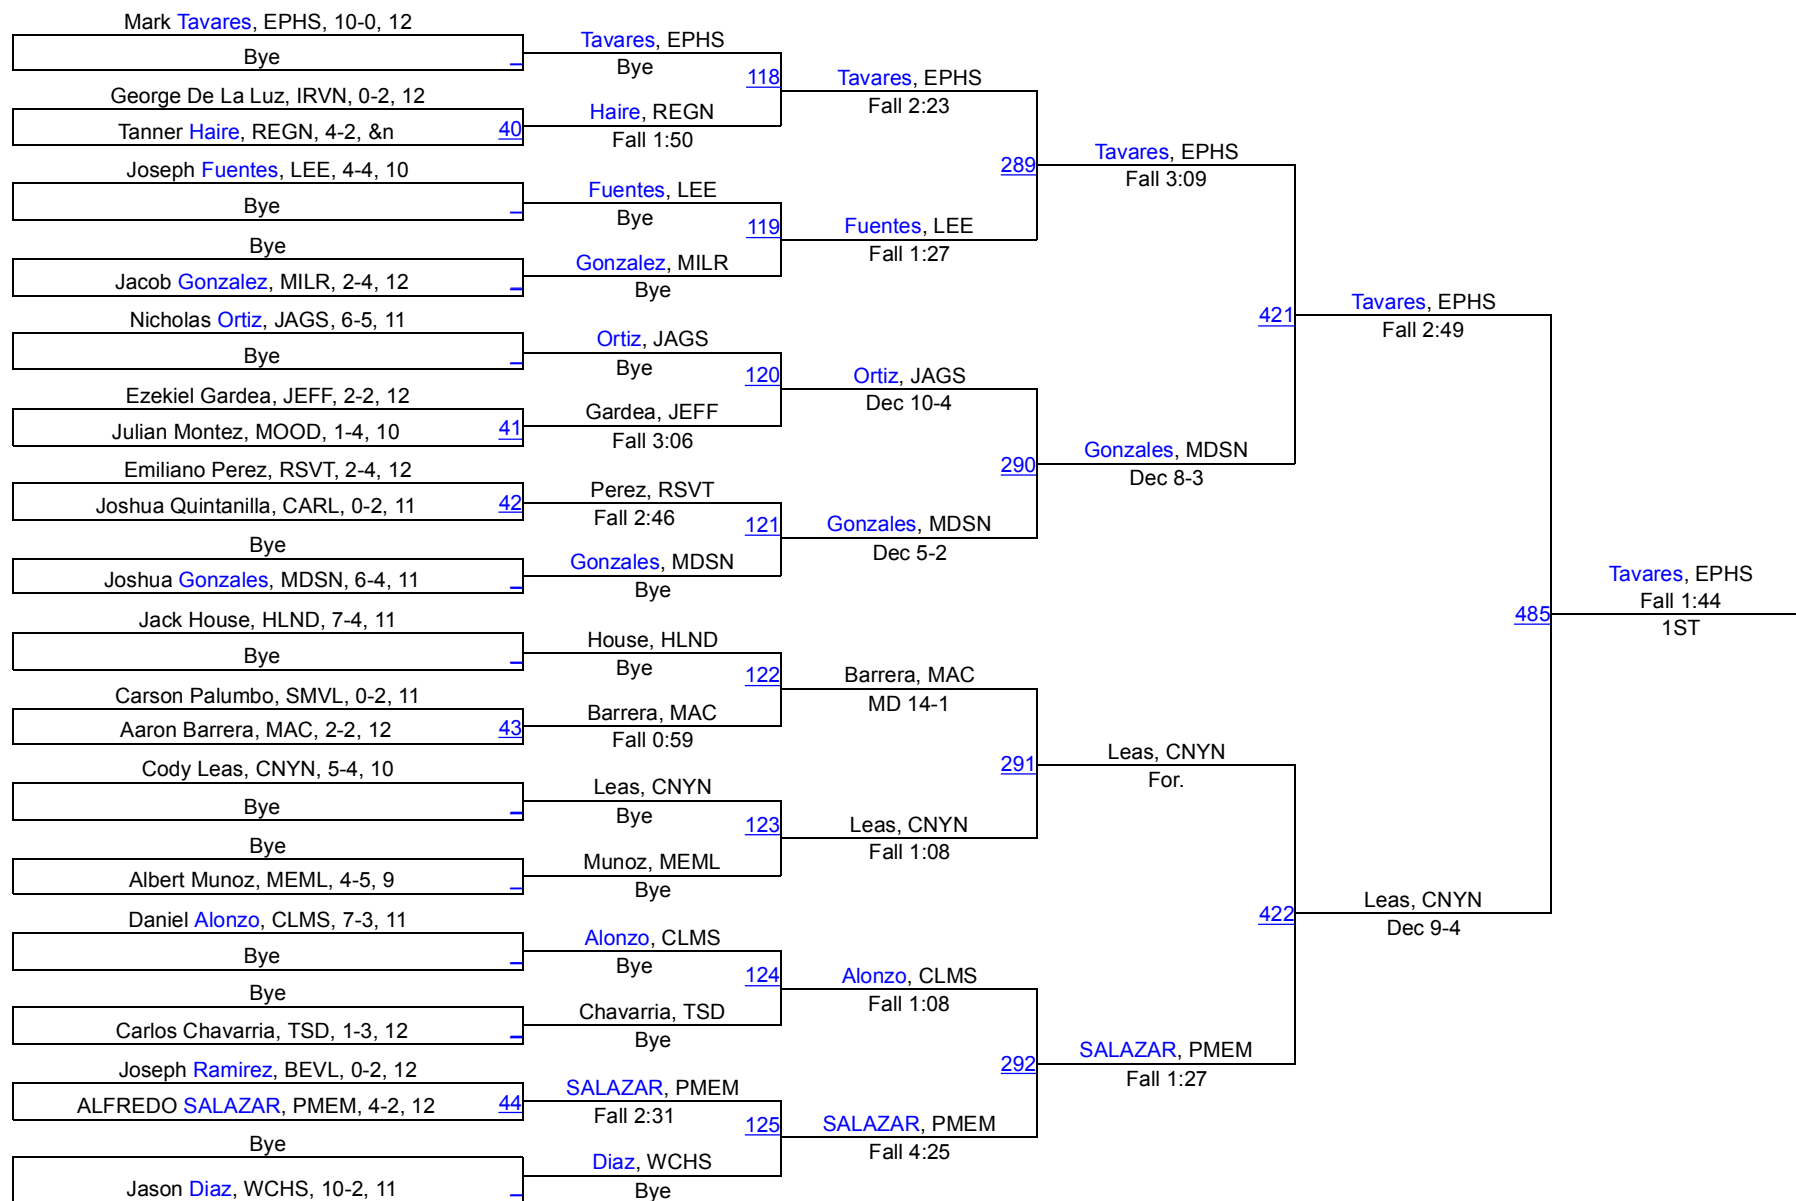 Mark Tavares, EPHS, 10-0, 12
Bye
George De La Luz, IRVN, 0-2, 12
Tanner Haire, REGN, 4-2, &n
40
Joseph Fuentes, LEE, 4-4, 10
Bye
Bye
Jacob Gonzalez, MILR, 2-4, 12
Nicholas Ortiz, JAGS, 6-5, 11
Bye
Ezekiel Gardea, JEFF, 2-2, 12
Julian Montez, MOOD, 1-4, 10
41
Emiliano Perez, RSVT, 2-4, 12
Joshua Quintanilla, CARL, 0-2, 11
42
Bye
Joshua Gonzales, MDSN, 6-4, 11
Jack House, HLND, 7-4, 11
Bye
Carson Palumbo, SMVL, 0-2, 11
Aaron Barrera, MAC, 2-2, 12
43
Cody Leas, CNYN, 5-4, 10
Bye
Bye
Albert Munoz, MEML, 4-5, 9
Daniel Alonzo, CLMS, 7-3, 11
Bye
Bye
Carlos Chavarria, TSD, 1-3, 12
Joseph Ramirez, BEVL, 0-2, 12
ALFREDO SALAZAR, PMEM, 4-2, 12
44
Bye
Jason Diaz, WCHS, 10-2, 11
Tavares, EPHS
Bye
118
Haire, REGN
Fall 1:50
Fuentes, LEE
Bye
119
Gonzalez, MILR
Bye
Ortiz, JAGS
Bye
120
Gardea, JEFF
Fall 3:06
Perez, RSVT
Fall 2:46
121
Gonzales, MDSN
Bye
House, HLND
Bye
122
Barrera, MAC
Fall 0:59
Leas, CNYN
Bye
123
Munoz, MEML
Bye
Alonzo, CLMS
Bye
124
Chavarria, TSD
Bye
SALAZAR, PMEM
Fall 2:31
125
Diaz, WCHS
Bye
Tavares, EPHS
Fall 2:23
289
Fuentes, LEE
Fall 1:27
Ortiz, JAGS
Dec 10-4
290
Gonzales, MDSN
Dec 5-2
Barrera, MAC
MD 14-1
291
Leas, CNYN
Fall 1:08
Alonzo, CLMS
Fall 1:08
292
SALAZAR, PMEM
Fall 4:25
Tavares, EPHS
Fall 3:09
421
Gonzales, MDSN
Dec 8-3
Leas, CNYN
For.
422
SALAZAR, PMEM
Fall 1:27
Tavares, EPHS
Fall 2:49
485
Leas, CNYN
Dec 9-4
Tavares, EPHS
Fall 1:44
1ST